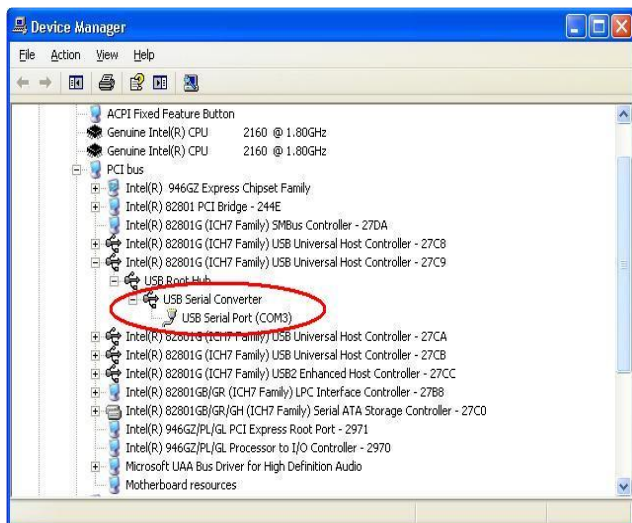 Device Manager
File Action View Help
ACPI Fixed Feature Button
Genuine Intel(R) CPU 2160 @ 1.80GHz
Genuine Intel(R) CPU 2160 @ 1.80GHz
PCI bus
Intel(R) 946GZ Express Chipset Family
Intel(R) 82801 PCI Bridge - 244E
Intel(R) 82801G (ICH7 Family) SMBus Controller - 27DA
Intel(R) 82801G (ICH7 Family) USB Universal Host Controller - 27C8
Intel(R) 82801G (ICH7 Family) USB Universal Host Controller - 27C9
USB Root Hub
USB Serial Converter
USB Serial Port (COM3)
Intel(R) 82801G (ICH7 Family) USB Universal Host Controller - 27CA
Intel(R) 82801G (ICH7 Family) USB Universal Host Controller - 27CB
Intel(R) 82801G (ICH7 Family) USB2 Enhanced Host Controller - 27CC
Intel(R) 82801GB/GR (ICH7 Family) LPC Interface Controller - 27B8
Intel(R) 82801GB/GR/GH (ICH7 Family) Serial ATA Storage Controller - 27C0
Intel(R) 946GZ/PL/GL PCI Express Root Port - 2971
Intel(R) 946GZ/PL/GL Processor to I/O Controller - 2970
Microsoft UAA Bus Driver for High Definition Audio
Motherboard resources